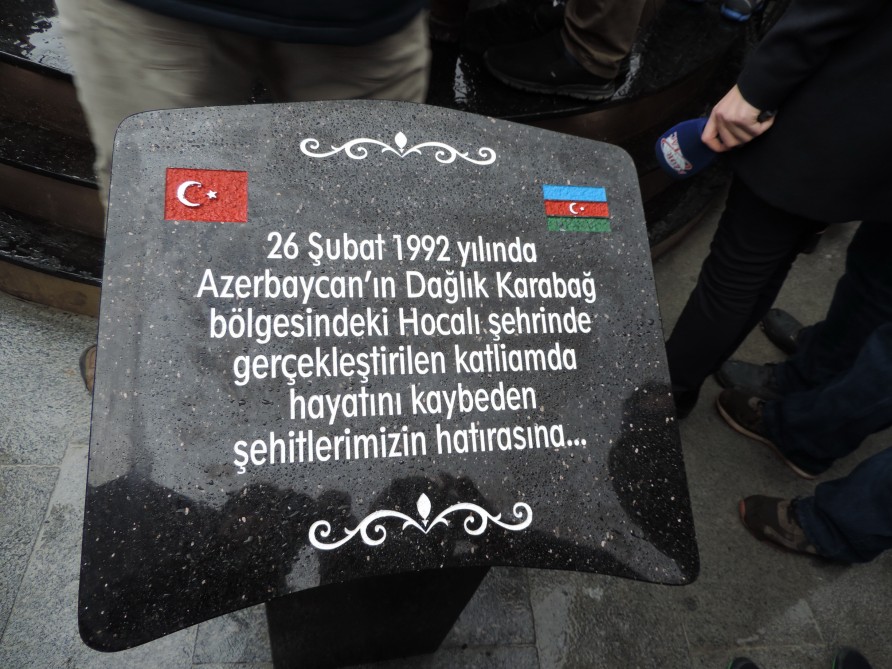 26 Şubat 1992 yılında
Azerbaycan'ın Dağlık Karabağ
bölgesindeki Hocalı şehrinde
gerçekleştirilen katliamda
hayatını kaybeden
şehitlerimizin hatırasına...